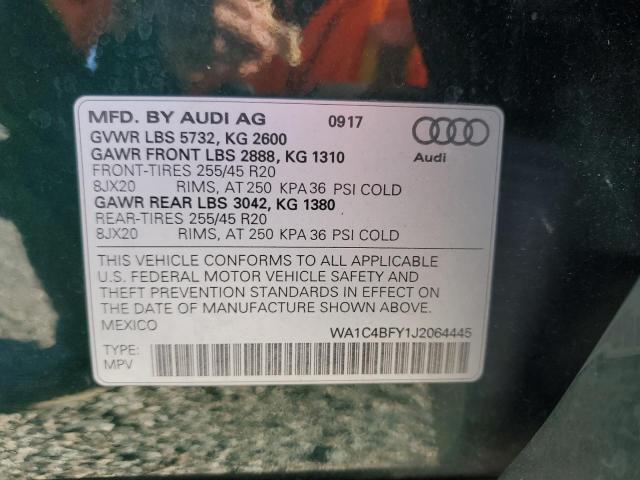 MFD. BY AUDI AG 0917
GVWR LBS 5732, KG 2600
GAWR FRONT LBS 2888, KG 1310
FRONT-TIRES 255/45 R20
8JX20 RIMS, AT 250 KPA 36 PSI COLD
GAWR REAR LBS 3042, KG 1380
REAR-TIRES 255/45 R20
8JX20 RIMS, AT 250 KPA 36 PSI COLD
Audi
THIS VEHICLE CONFORMS TO ALL APPLICABLE
U.S. FEDERAL MOTOR VEHICLE SAFETY AND
THEFT PREVENTION STANDARDS IN EFFECT ON
THE DATE OF MANUFACTURE SHOWN ABOVE.
MEXICO WA1C4BFY1J2064445
TYPE:
MPV